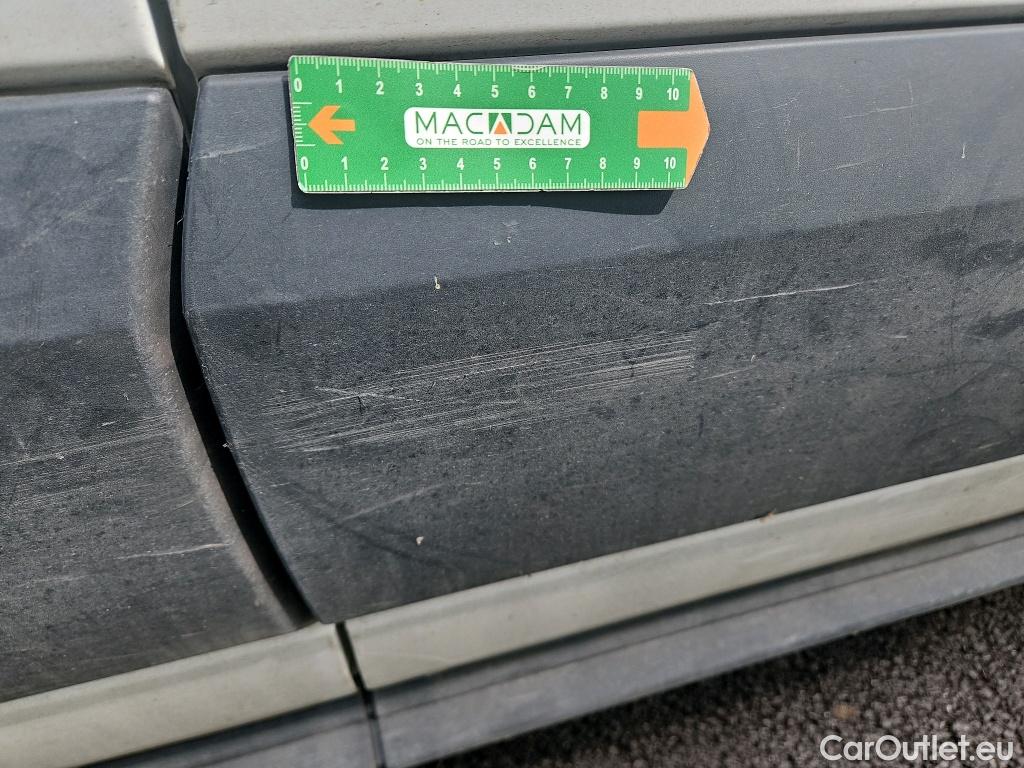 0 1 2 3 4 5 6 7 8 9 10
MACADAM
ON THE ROAD TO EXCELLENCE
0 1 2 3 4 5 6 7 8 9 10
CarOutlet.eu